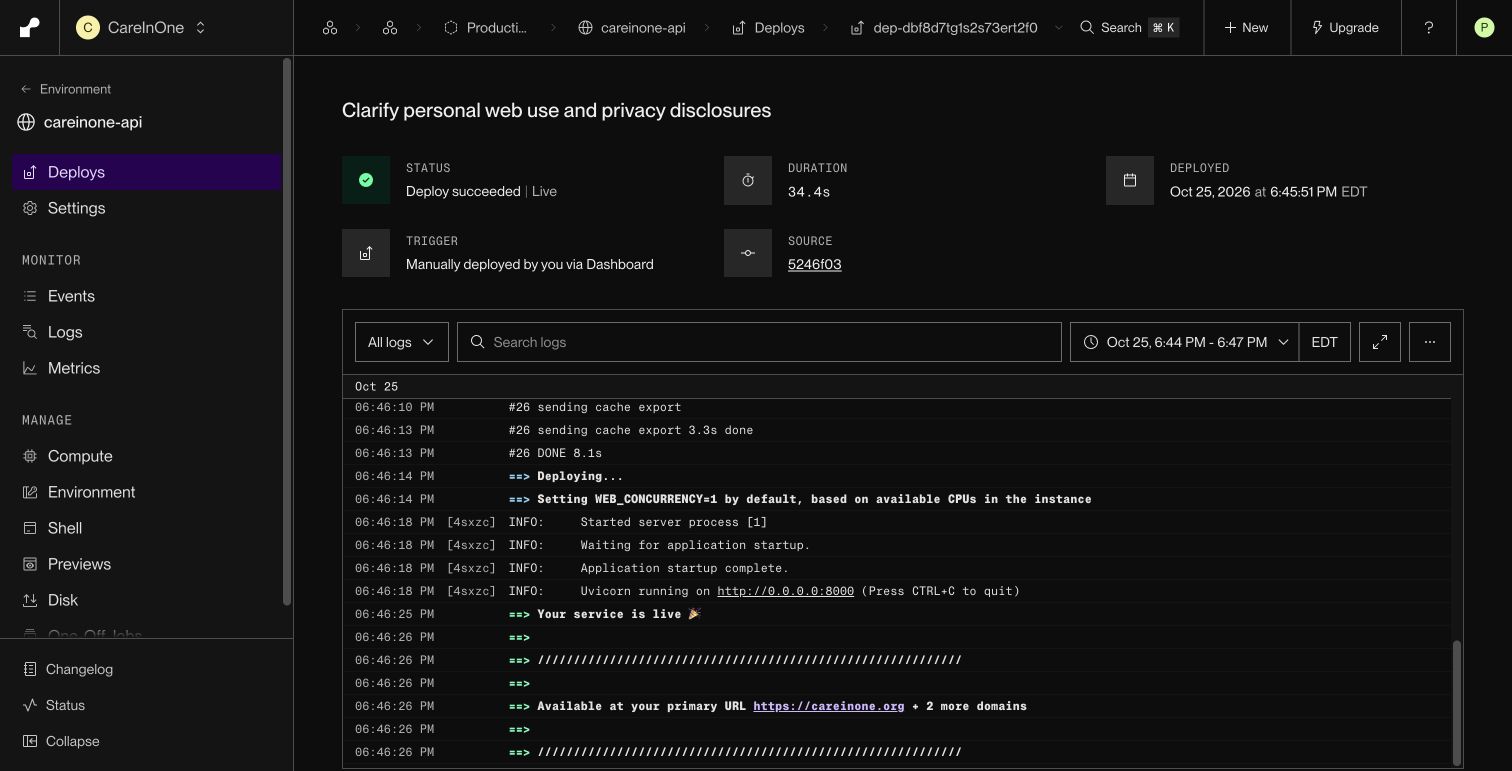 C CareInOne
Producti... careinone-api Deploys dep-dbf8d7tg1s2s73ert2f0 Search ⌘ K + New Upgrade ? P
← Environment
careinone-api
Deploys
Settings
MONITOR
Events
Logs
Metrics
MANAGE
Compute
Environment
Shell
Previews
Disk
One-Off Jobs
Changelog
Status
Collapse
Clarify personal web use and privacy disclosures
STATUS
Deploy succeeded | Live
DURATION
34.4s
DEPLOYED
Oct 25, 2026 at 6:45:51 PM EDT
TRIGGER
Manually deployed by you via Dashboard
SOURCE
5246f03
All logs Search logs Oct 25, 6:44 PM - 6:47 PM EDT ...
Oct 25
06:46:10 PM #26 sending cache export
06:46:13 PM #26 sending cache export 3.3s done
06:46:13 PM #26 DONE 8.1s
06:46:14 PM ==> Deploying...
06:46:14 PM ==> Setting WEB_CONCURRENCY=1 by default, based on available CPUs in the instance
06:46:18 PM [4sxzc] INFO: Started server process [1]
06:46:18 PM [4sxzc] INFO: Waiting for application startup.
06:46:18 PM [4sxzc] INFO: Application startup complete.
06:46:18 PM [4sxzc] INFO: Uvicorn running on http://0.0.0.0:8000 (Press CTRL+C to quit)
06:46:25 PM ==> Your service is live 🎉
06:46:26 PM ==>
06:46:26 PM ==> ///////////////////////////////////////////////////////////
06:46:26 PM ==>
06:46:26 PM ==> Available at your primary URL https://careinone.org + 2 more domains
06:46:26 PM ==>
06:46:26 PM ==> ///////////////////////////////////////////////////////////